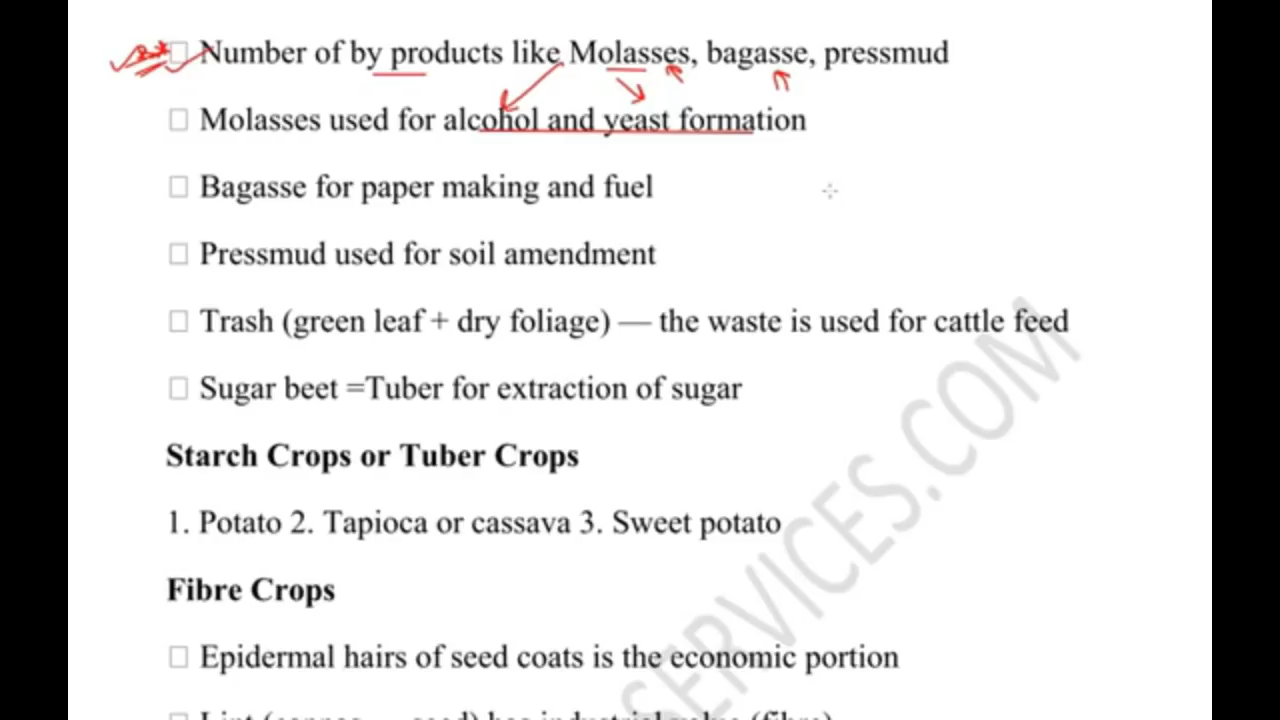 Number of by products like Molasses, bagasse, pressmud
Molasses used for alcohol and yeast formation
Bagasse for paper making and fuel
Pressmud used for soil amendment
Trash (green leaf + dry foliage) — the waste is used for cattle feed
Sugar beet =Tuber for extraction of sugar
Starch Crops or Tuber Crops
1. Potato 2. Tapioca or cassava 3. Sweet potato
Fibre Crops
Epidermal hairs of seed coats is the economic portion
SERVICES.COM